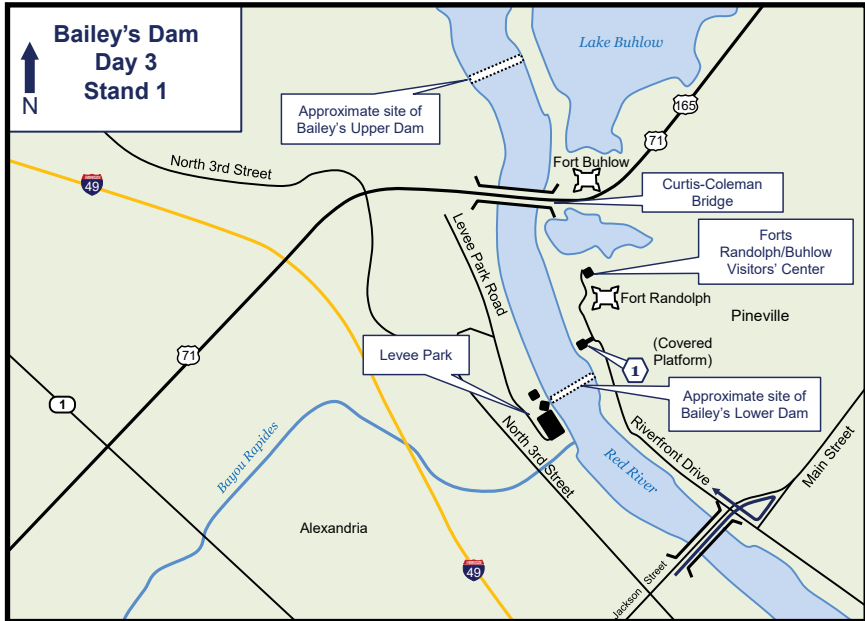 Bailey's Dam
Day 3
Stand 1
N
Lake Buhlow
Approximate site of
Bailey's Upper Dam
165
71
North 3rd Street
Fort Buhlow
49
Curtis-Coleman
Bridge
Levee Park Road
Forts
Randolph/Buhlow
Visitors' Center
Fort Randolph
Pineville
71
Levee Park
(Covered
Platform)
1
1
Approximate site of
Bailey's Lower Dam
North 3rd Street
Riverfront Drive
Main Street
Bayou Rapides
Red River
Alexandria
49
Jackson Street